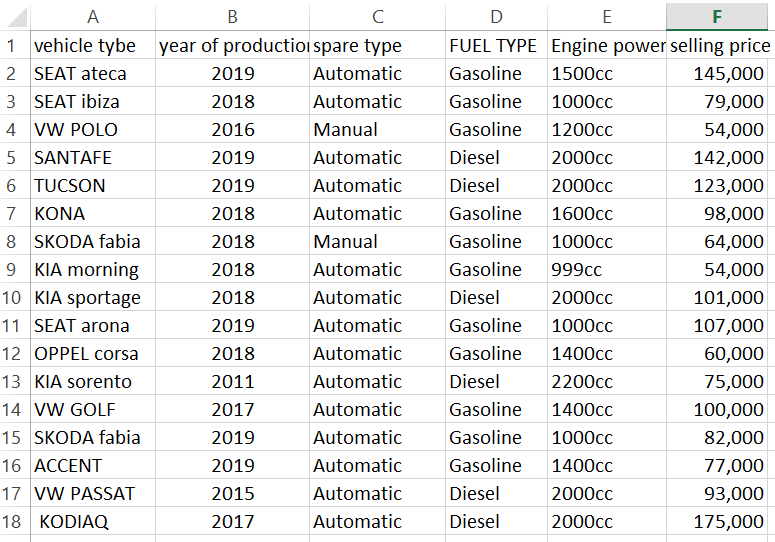 A B C D E F
1 vehicle tybe year of production spare type FUEL TYPE Engine power selling price
2 SEAT ateca 2019 Automatic Gasoline 1500cc 145,000
3 SEAT ibiza 2018 Automatic Gasoline 1000cc 79,000
4 VW POLO 2016 Manual Gasoline 1200cc 54,000
5 SANTAFE 2019 Automatic Diesel 2000cc 142,000
6 TUCSON 2019 Automatic Diesel 2000cc 123,000
7 KONA 2018 Automatic Gasoline 1600cc 98,000
8 SKODA fabia 2018 Manual Gasoline 1000cc 64,000
9 KIA morning 2018 Automatic Gasoline 999cc 54,000
10 KIA sportage 2018 Automatic Diesel 2000cc 101,000
11 SEAT arona 2019 Automatic Gasoline 1000cc 107,000
12 OPPEL corsa 2018 Automatic Gasoline 1400cc 60,000
13 KIA sorento 2011 Automatic Diesel 2200cc 75,000
14 VW GOLF 2017 Automatic Gasoline 1400cc 100,000
15 SKODA fabia 2019 Automatic Gasoline 1000cc 82,000
16 ACCENT 2019 Automatic Gasoline 1400cc 77,000
17 VW PASSAT 2015 Automatic Diesel 2000cc 93,000
18 KODIAQ 2017 Automatic Diesel 2000cc 175,000